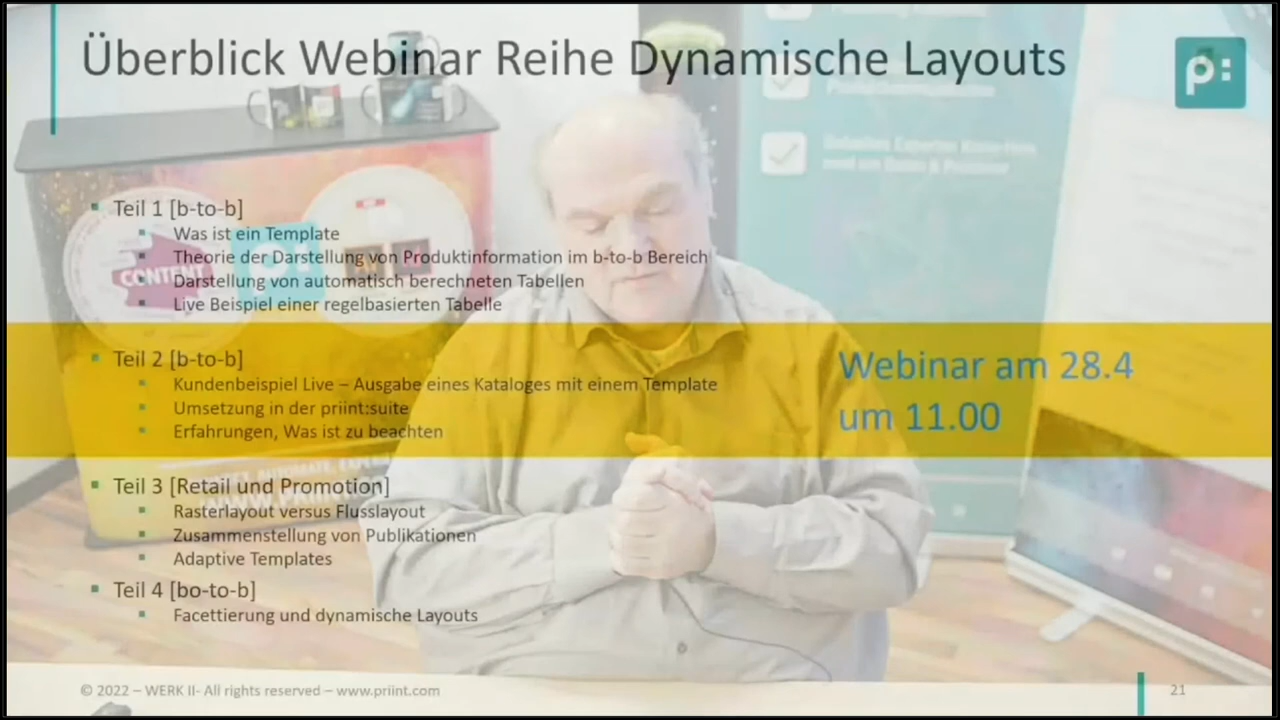 Überblick Webinar Reihe Dynamische Layouts
p:
Teil 1 [b-to-b]
Was ist ein Template
Theorie der Darstellung von Produktinformation im b-to-b Bereich
Darstellung von automatisch berechneten Tabellen
Live Beispiel einer regelbasierten Tabelle
CONTENT
Teil 2 [b-to-b]
Kundenbeispiel Live – Ausgabe eines Kataloges mit einem Template
Umsetzung in der priint:suite
Erfahrungen, Was ist zu beachten
Webinar am 28.4
um 11.00
Teil 3 [Retail und Promotion]
Rasterlayout versus Flusslayout
Zusammenstellung von Publikationen
Adaptive Templates
Teil 4 [bo-to-b]
Facettierung und dynamische Layouts
© 2022 – WERK II- All rights reserved – www.priint.com
21